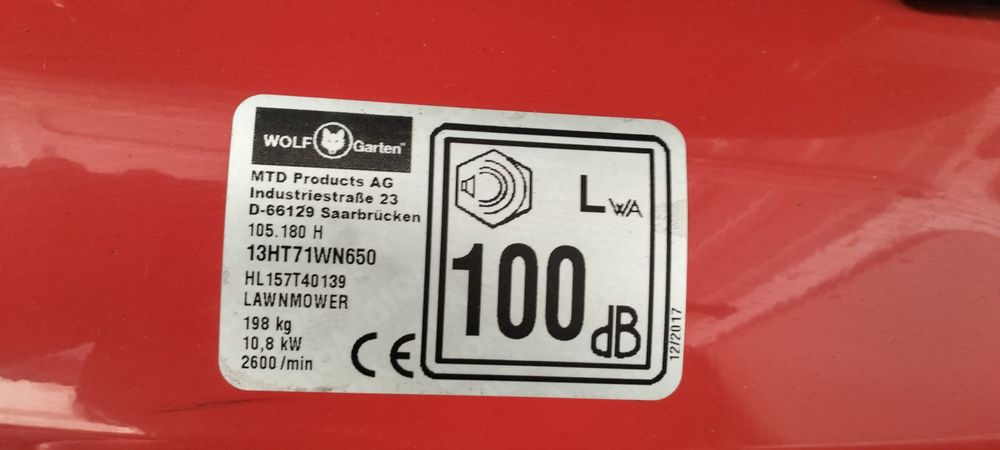 WOLF Garten®
MTD Products AG
Industriestraße 23
D-66129 Saarbrücken
105.180 H
13HT71WN650
HL157T40139
LAWNMOWER
198 kg
10,8 kW
2600 /min
CE
LWA
100 dB
12/2017